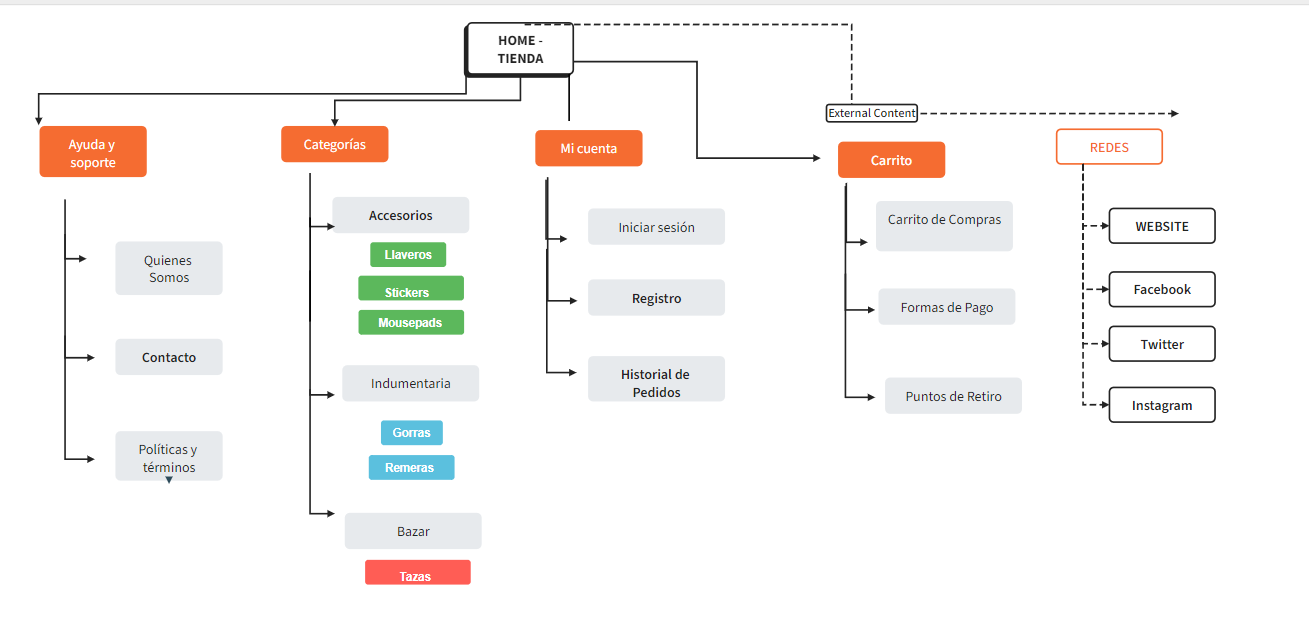 HOME -
TIENDA
External Content
Ayuda y
soporte
Quienes
Somos
Contacto
Políticas y
términos
Categorías
Accesorios
Llaveros
Stickers
Mousepads
Indumentaria
Gorras
Remeras
Bazar
Tazas
Mi cuenta
Iniciar sesión
Registro
Historial de
Pedidos
Carrito
Carrito de Compras
Formas de Pago
Puntos de Retiro
REDES
WEBSITE
Facebook
Twitter
Instagram